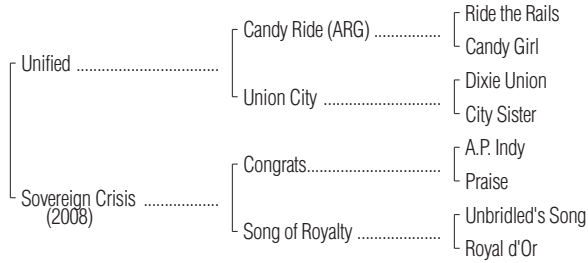 Ride the Rails
Candy Ride (ARG) .................
Candy Girl
Unified ....................................
Dixie Union
Union City .............................
City Sister
A.P. Indy
Congrats.................................
Praise
Sovereign Crisis ...................
(2008)
Unbridled's Song
Song of Royalty .....................
Royal d'Or